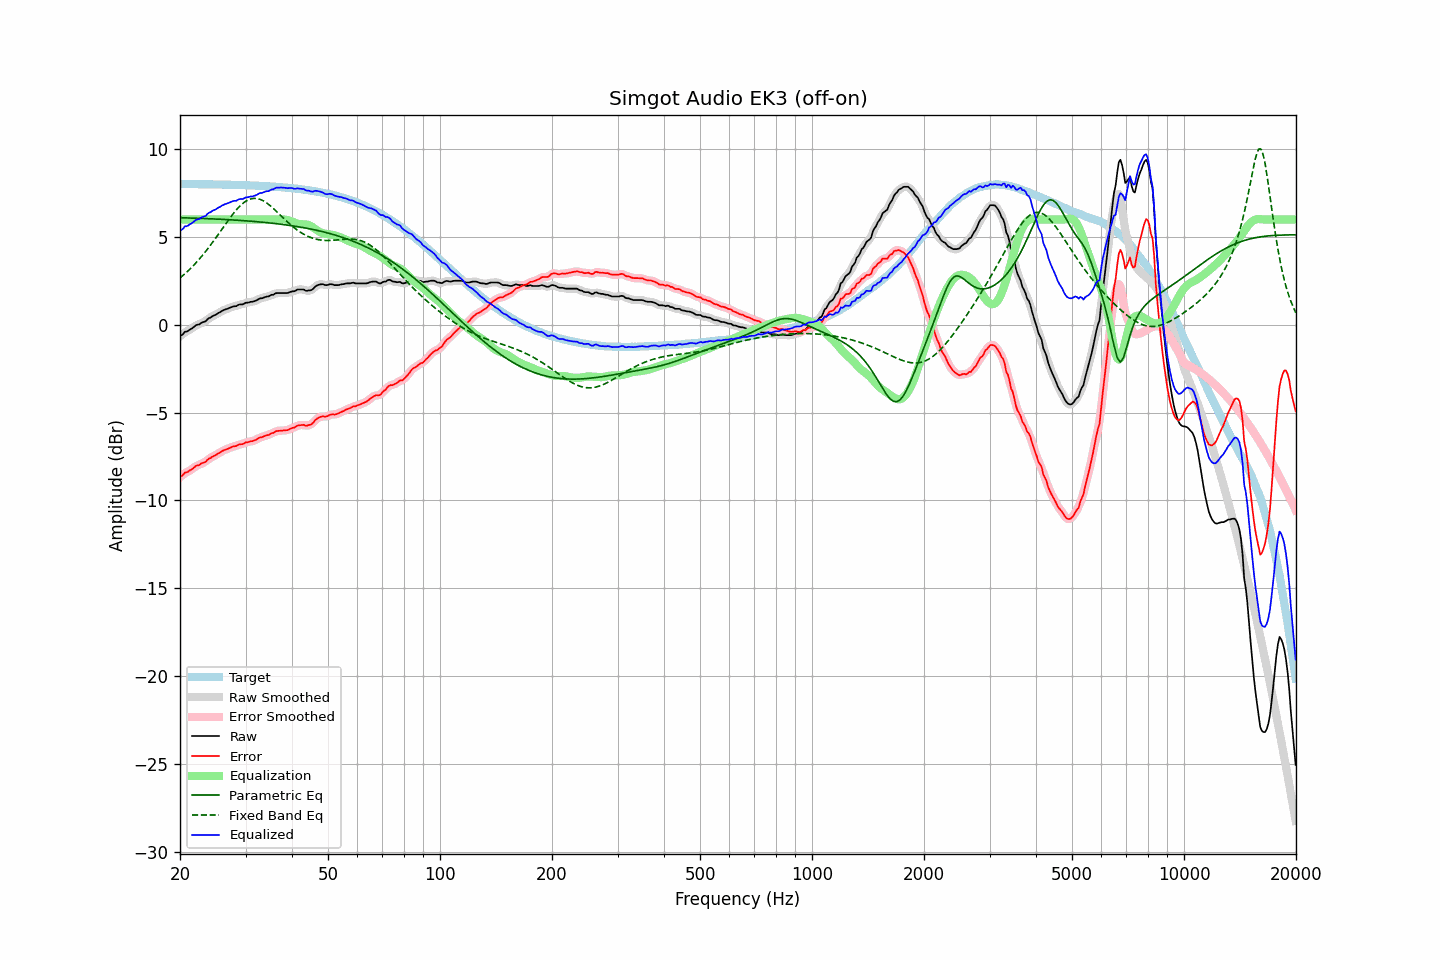 Simgot Audio EK3 (off-on)
10
5
0
−5
−10
−15
−20
−25
−30
Amplitude (dBr)
Target
Raw Smoothed
Error Smoothed
Raw
Error
Equalization
Parametric Eq
Fixed Band Eq
Equalized
20 50 100 200 500 1000 2000 5000 10000 20000
Frequency (Hz)